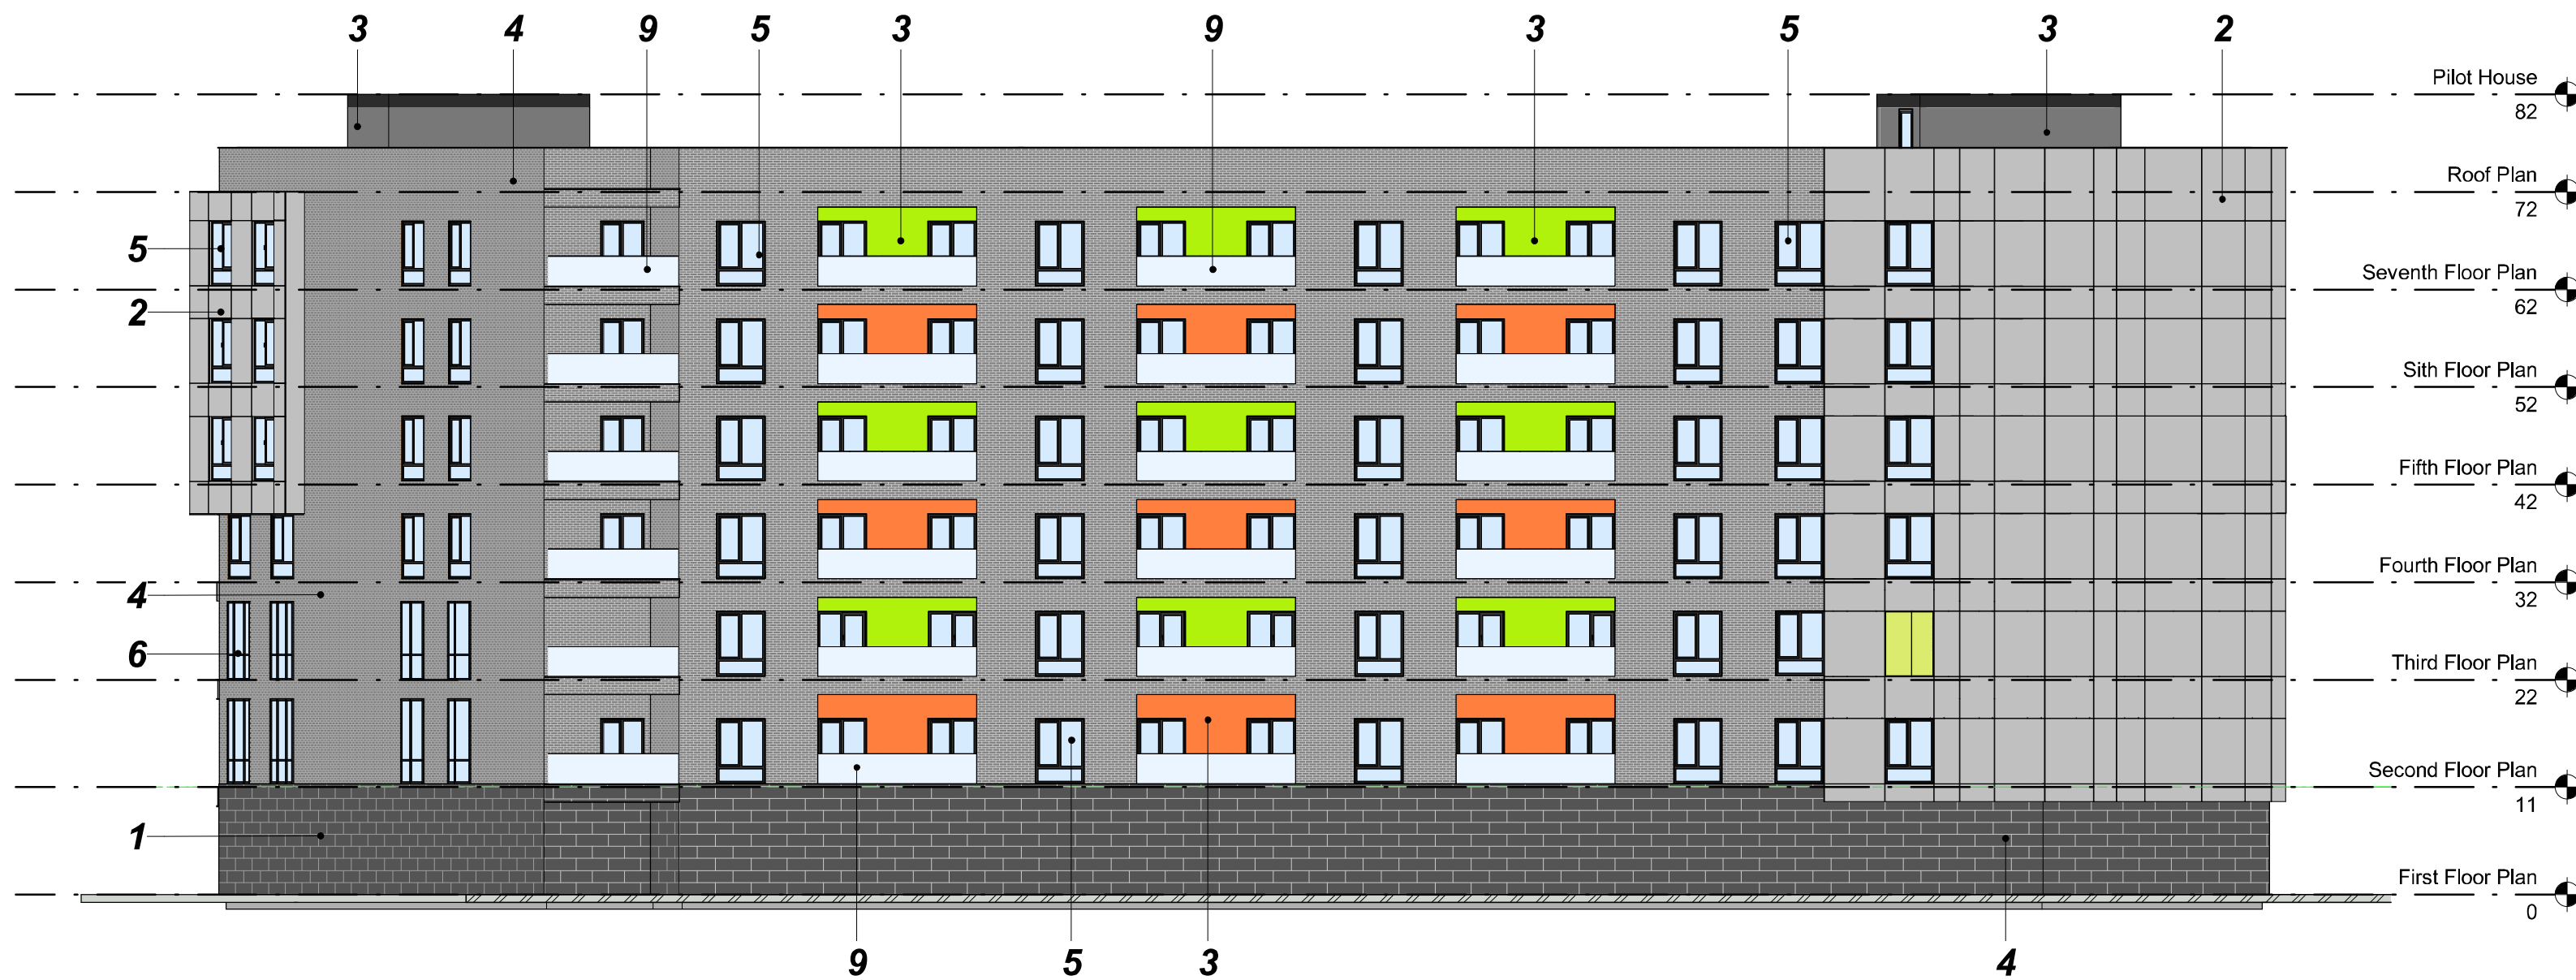 3 4 9 5 3 9 3 5 3 2
Pilot House
82
Roof Plan
72
5
Seventh Floor Plan
62
2
Sith Floor Plan
52
Fifth Floor Plan
42
Fourth Floor Plan
32
4
6
Third Floor Plan
22
Second Floor Plan
11
1
First Floor Plan
0
9 5 3 4